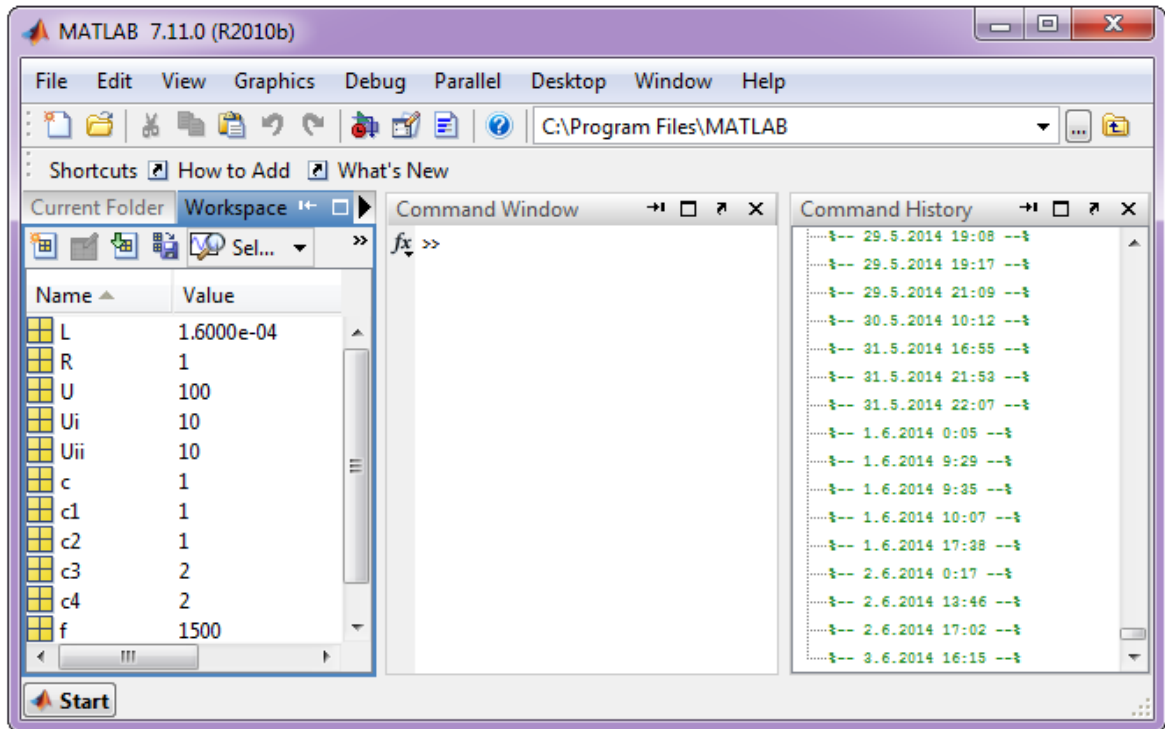 MATLAB 7.11.0 (R2010b)
File Edit View Graphics Debug Parallel Desktop Window Help
C:\Program Files\MATLAB ...
Shortcuts How to Add What's New
Current Folder Workspace
Sel... »
Name Value
L 1.6000e-04
R 1
U 100
Ui 10
Uii 10
c 1
c1 1
c2 1
c3 2
c4 2
f 1500
Command Window
fx >>
Command History
%-- 29.5.2014 19:08 --%
%-- 29.5.2014 19:17 --%
%-- 29.5.2014 21:09 --%
%-- 30.5.2014 10:12 --%
%-- 31.5.2014 16:55 --%
%-- 31.5.2014 21:53 --%
%-- 31.5.2014 22:07 --%
%-- 1.6.2014 0:05 --%
%-- 1.6.2014 9:29 --%
%-- 1.6.2014 9:35 --%
%-- 1.6.2014 10:07 --%
%-- 1.6.2014 17:38 --%
%-- 2.6.2014 0:17 --%
%-- 2.6.2014 13:46 --%
%-- 2.6.2014 17:02 --%
%-- 3.6.2014 16:15 --%
Start